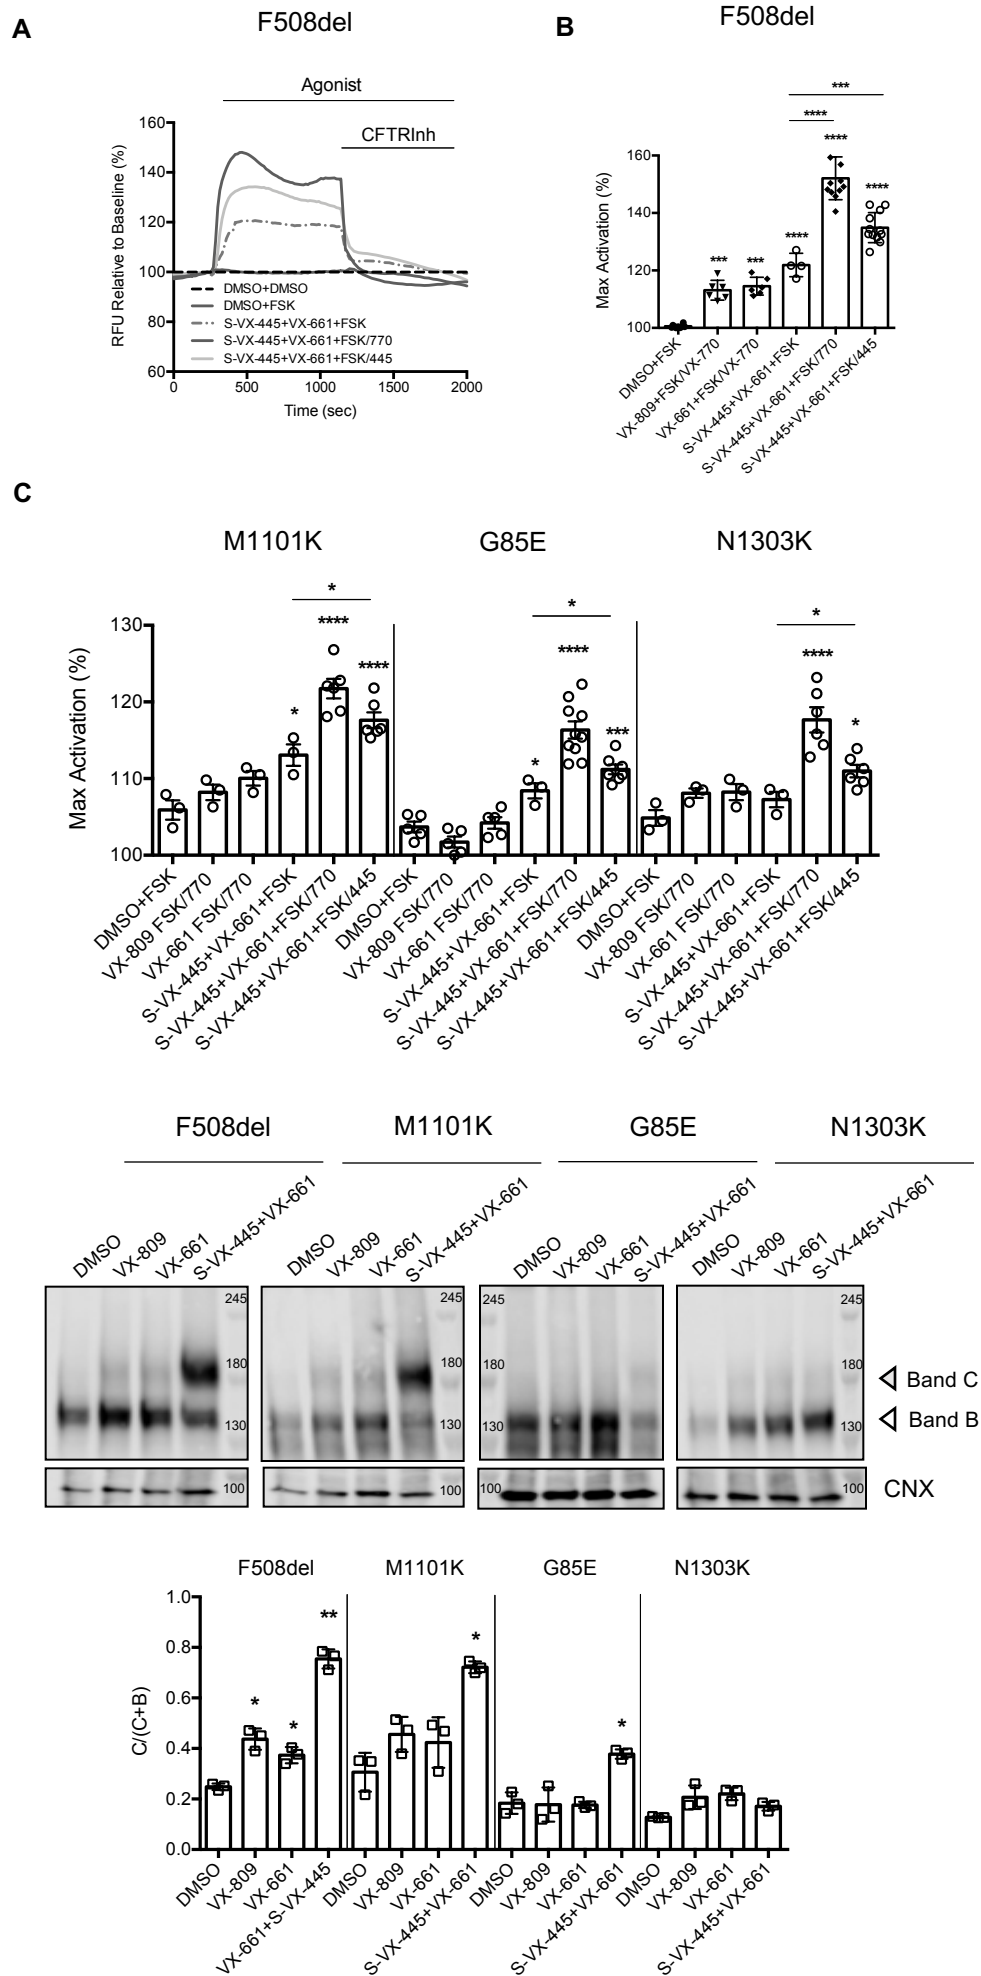 A
F508del
B
F508del
Agonist
CFTRInh
RFU Relative to Baseline (%)
160
140
120
100
80
60
DMSO+DMSO
DMSO+FSK
S-VX-445+VX-661+FSK
S-VX-445+VX-661+FSK/770
S-VX-445+VX-661+FSK/445
0
500
1000
1500
2000
Time (sec)
Max Activation (%)
160
140
120
100
***
****
***
***
****
****
****
DMSO+FSK
VX-809+FSK/VX-770
VX-661+FSK/VX-770
S-VX-445+VX-661+FSK
S-VX-445+VX-661+FSK/770
S-VX-445+VX-661+FSK/445
C
M1101K
G85E
N1303K
Max Activation (%)
130
120
110
100
*
*
****
****
*
*
****
***
*
****
*
DMSO+FSK
VX-809 FSK/770
VX-661 FSK/770
S-VX-445+VX-661+FSK
S-VX-445+VX-661+FSK/770
S-VX-445+VX-661+FSK/445
DMSO+FSK
VX-809 FSK/770
VX-661 FSK/770
S-VX-445+VX-661+FSK
S-VX-445+VX-661+FSK/770
S-VX-445+VX-661+FSK/445
DMSO+FSK
VX-809 FSK/770
VX-661 FSK/770
S-VX-445+VX-661+FSK
S-VX-445+VX-661+FSK/770
S-VX-445+VX-661+FSK/445
F508del
M1101K
G85E
N1303K
DMSO
VX-809
VX-661
S-VX-445+VX-661
DMSO
VX-809
VX-661
S-VX-445+VX-661
DMSO
VX-809
VX-661
S-VX-445+VX-661
DMSO
VX-809
VX-661
S-VX-445+VX-661
245
180
130
100
245
180
130
100
245
180
130
100
245
180
130
100
Band C
Band B
CNX
F508del
M1101K
G85E
N1303K
C/(C+B)
1.0
0.8
0.6
0.4
0.2
0.0
*
*
**
*
*
DMSO
VX-809
VX-661
VX-661+S-VX-445
DMSO
VX-809
VX-661
S-VX-445+VX-661
DMSO
VX-809
VX-661
S-VX-445+VX-661
DMSO
VX-809
VX-661
S-VX-445+VX-661